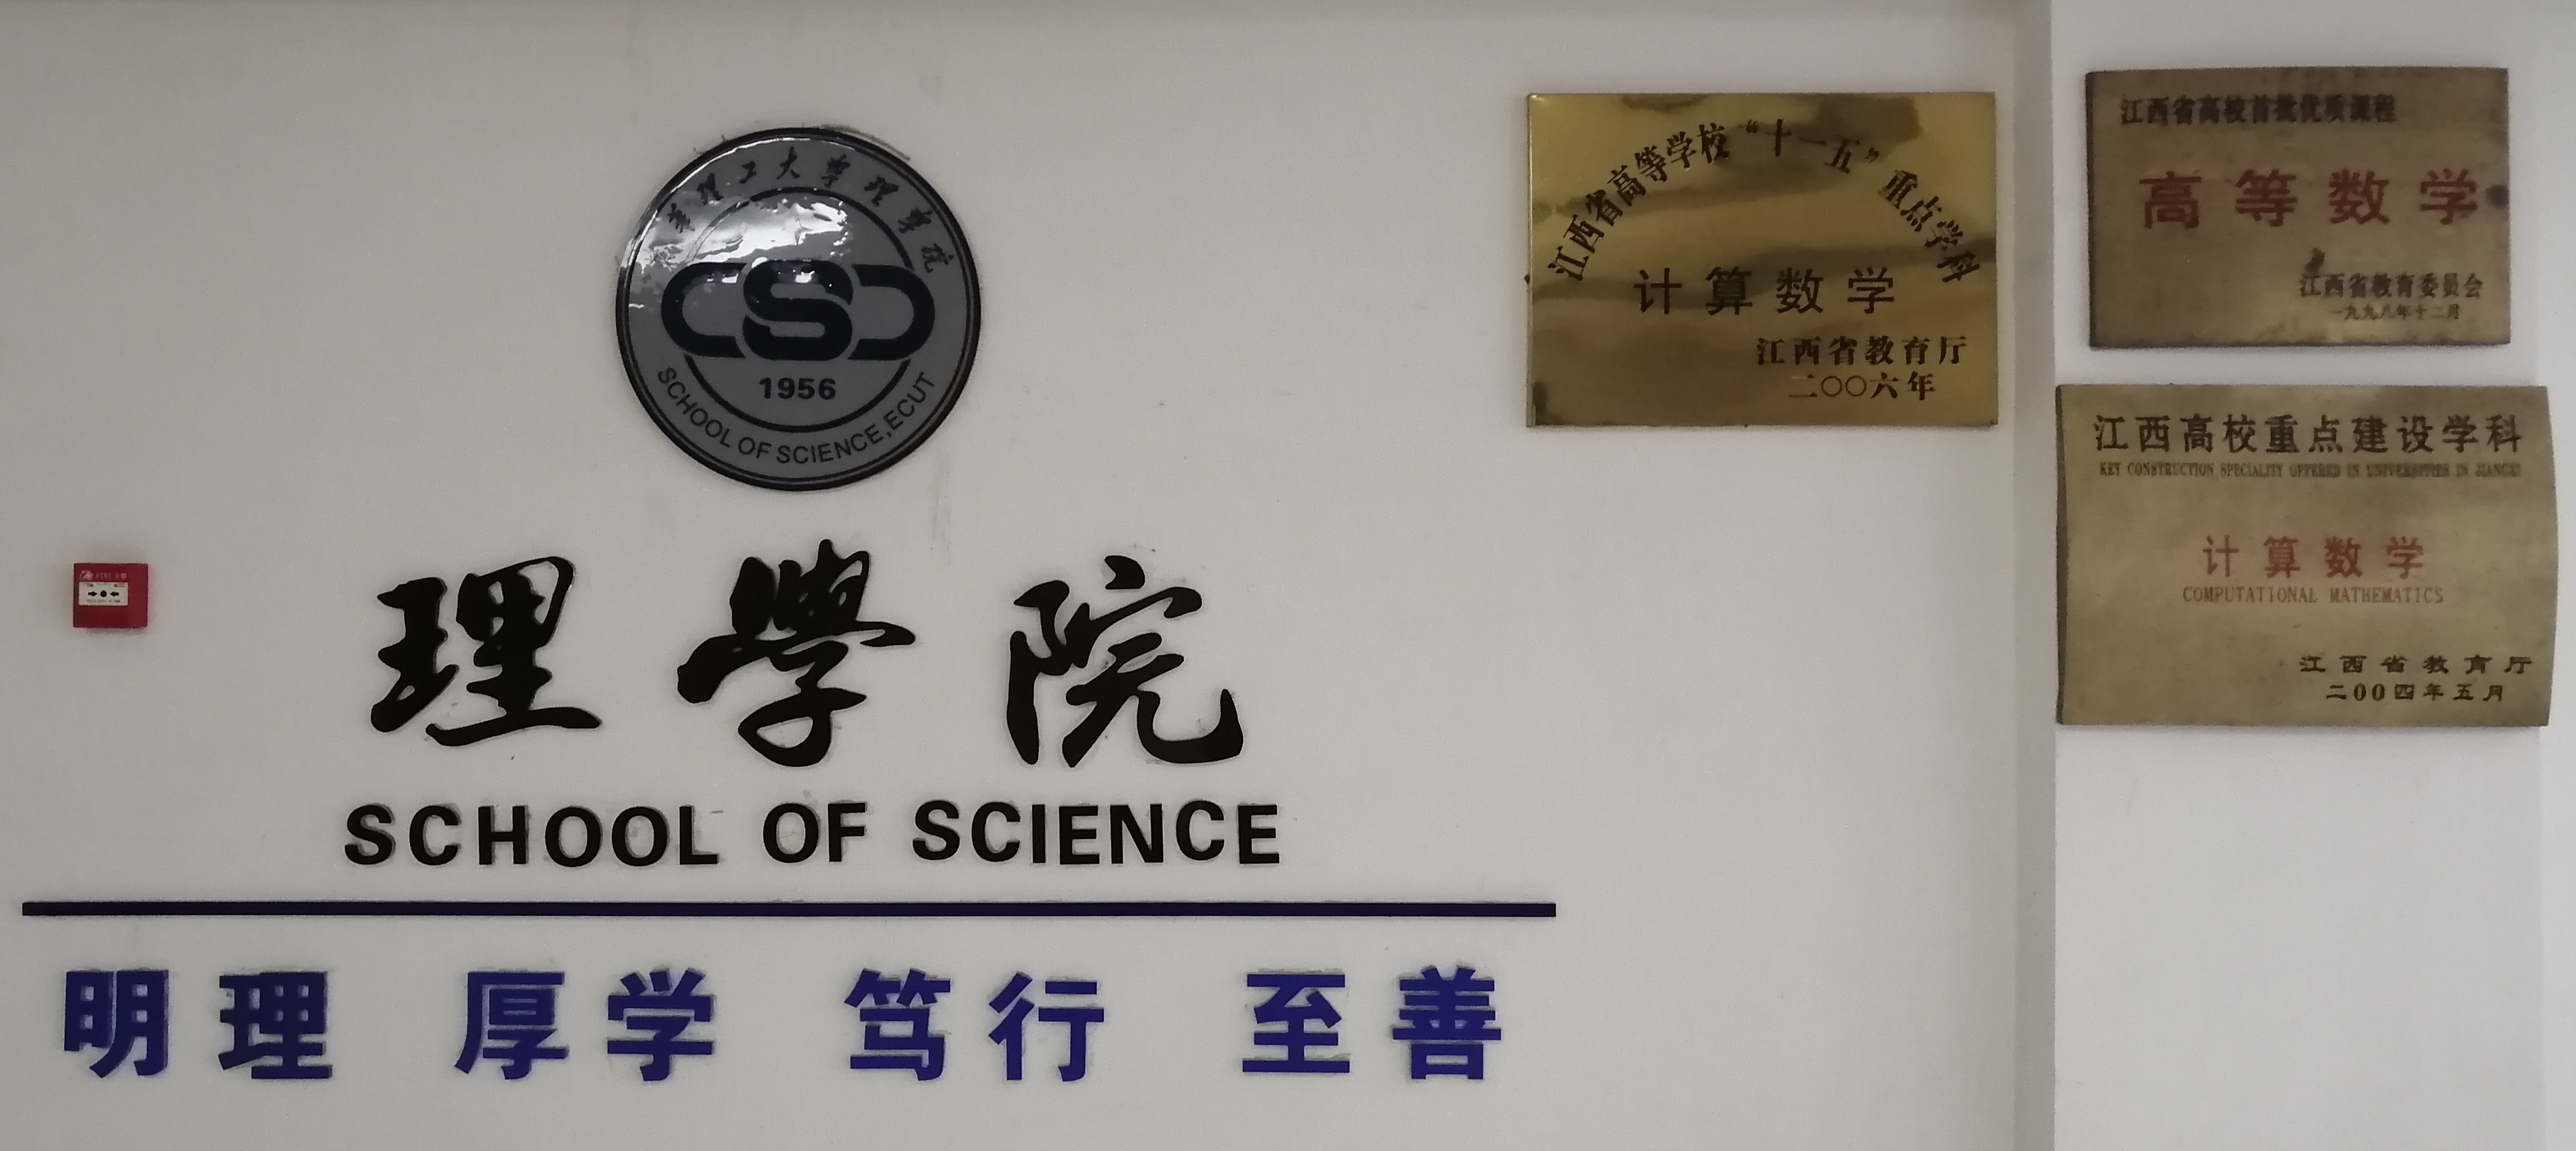 華理工大學理學院
1956
SCHOOL OF SCIENCE,ECUT
理學院
SCHOOL OF SCIENCE
明理 厚学 笃行 至善
江西省高等学校“十一五”重点学科
计算数学
江西省教育厅
二〇〇六年
江西省高校首批优质课程
高等数学
江西省教育委员会
一九九八年十二月
江西高校重点建设学科
KEY CONSTRUCTION SPECIALITY OFFERED IN UNIVERSITIES IN JIANGXI
计算数学
COMPUTATIONAL MATHEMATICS
江西省教育厅
二00四年五月